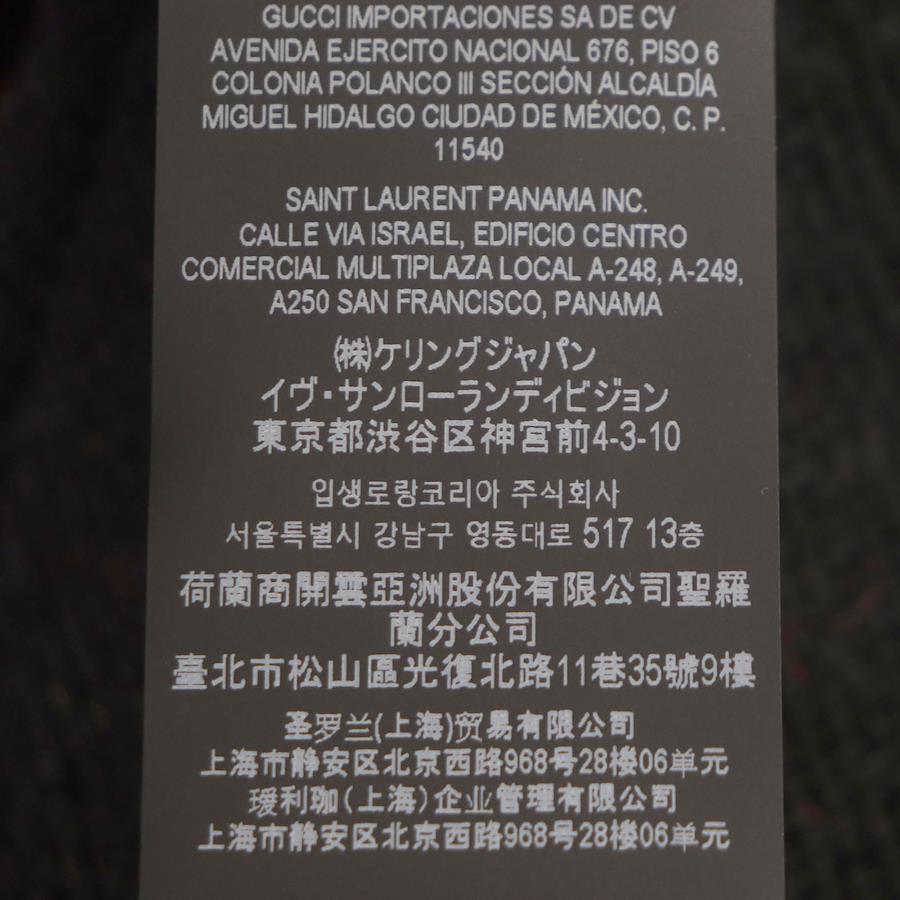 GUCCI IMPORTACIONES SA DE CV
AVENIDA EJERCITO NACIONAL 676, PISO 6
COLONIA POLANCO III SECCIÓN ALCALDÍA
MIGUEL HIDALGO CIUDAD DE MÉXICO, C. P.
11540
SAINT LAURENT PANAMA INC.
CALLE VIA ISRAEL, EDIFICIO CENTRO
COMERCIAL MULTIPLAZA LOCAL A-248, A-249,
A250 SAN FRANCISCO, PANAMA
㈱ケリングジャパン
イヴ・サンローランディビジョン
東京都渋谷区神宮前4-3-10
입생로랑코리아 주식회사
서울특별시 강남구 영동대로 517 13층
荷蘭商開雲亞洲股份有限公司聖羅
蘭分公司
臺北市松山區光復北路11巷35號9樓
圣罗兰(上海)贸易有限公司
上海市静安区北京西路968号28楼06单元
瑷利珈(上海)企业管理有限公司
上海市静安区北京西路968号28楼06单元